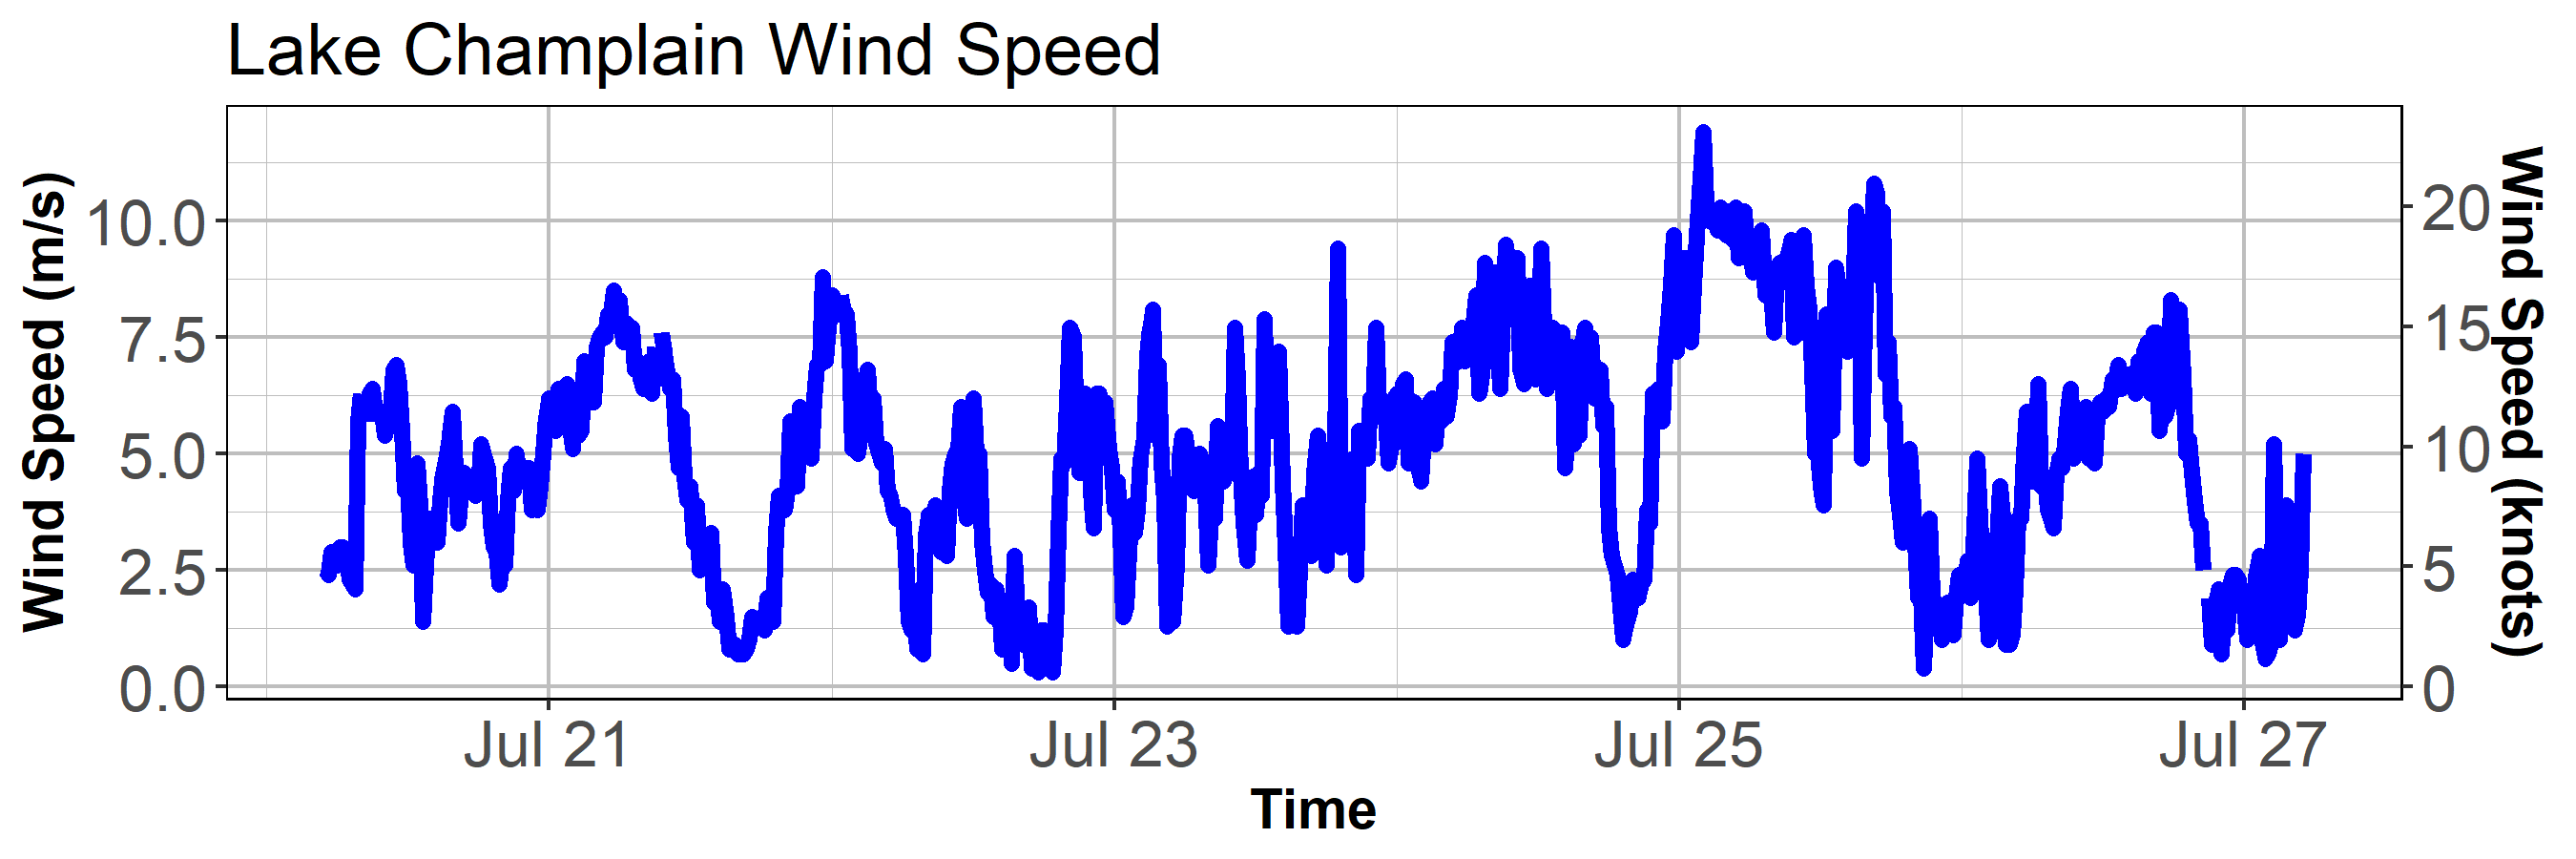 Lake Champlain Wind Speed
Wind Speed (m/s)
10.0
7.5
5.0
2.5
0.0
20
15
10
5
0
Wind Speed (knots)
Jul 21 Jul 23 Jul 25 Jul 27
Time